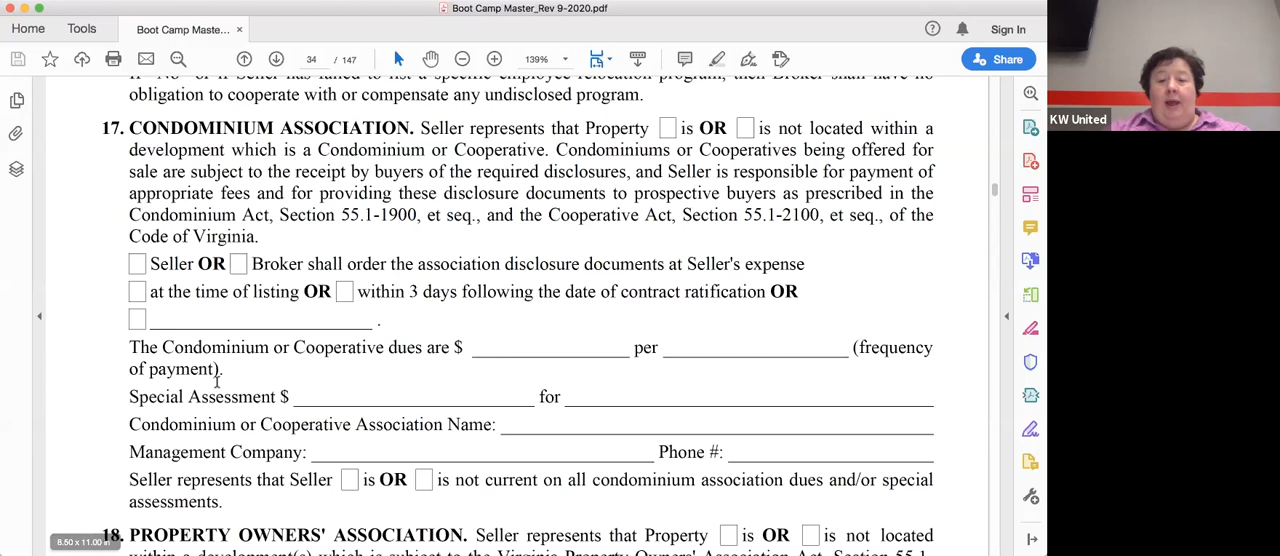 Boot Camp Master_Rev 9-2020.pdf
Home Tools Boot Camp Maste... × Sign In
34 / 147 139% Share
obligation to cooperate with or compensate any undisclosed program.
17. CONDOMINIUM ASSOCIATION. Seller represents that Property is OR is not located within a
development which is a Condominium or Cooperative. Condominiums or Cooperatives being offered for
sale are subject to the receipt by buyers of the required disclosures, and Seller is responsible for payment of
appropriate fees and for providing these disclosure documents to prospective buyers as prescribed in the
Condominium Act, Section 55.1-1900, et seq., and the Cooperative Act, Section 55.1-2100, et seq., of the
Code of Virginia.
Seller OR Broker shall order the association disclosure documents at Seller's expense
at the time of listing OR within 3 days following the date of contract ratification OR
.
The Condominium or Cooperative dues are $ per (frequency
of payment).
Special Assessment $ for
Condominium or Cooperative Association Name:
Management Company: Phone #:
Seller represents that Seller is OR is not current on all condominium association dues and/or special
assessments.
18. PROPERTY OWNERS' ASSOCIATION. Seller represents that Property is OR is not located
8.50 x 11.00 in
KW United